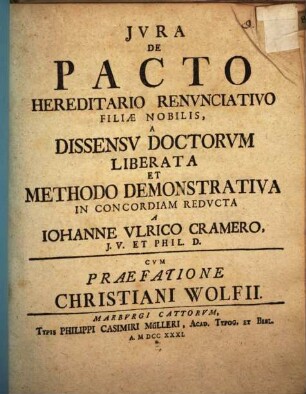 JVRA
DE
PACTO
HEREDITARIO RENVNCIATIVO
FILIÆ NOBILIS,
A
DISSENSV DOCTORVM
LIBERATA
ET
METHODO DEMONSTRATIVA
IN CONCORDIAM REDVCTA
A
IOHANNE VLRICO CRAMERO,
J. V. ET PHIL. D.
CVM
PRAEFATIONE
CHRISTIANI WOLFII.
MARBVRGI CATTORVM,
TYPIS PHILIPPI CASIMIRI MÜLLERI, ACAD. TYPOG. ET BIBL.
A. M DCC XXXI.